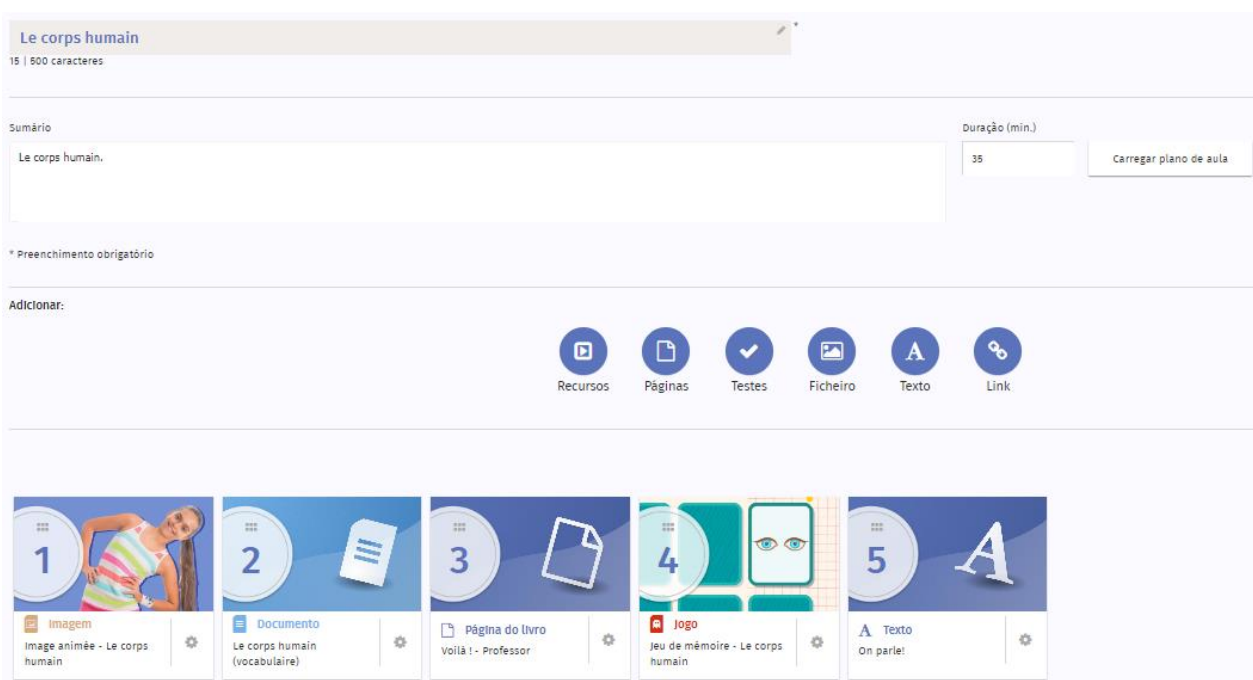 Le corps humain
*
15 | 500 caracteres
Sumário
Duração (min.)
Le corps humain.
35
Carregar plano de aula
* Preenchimento obrigatório
Adicionar:
Recursos
Páginas
Testes
Ficheiro
A
Texto
Link
1
Imagem
Image animée - Le corps
humain
2
Documento
Le corps humain
(vocabulaire)
3
Página do livro
Voilà ! - Professor
4
Jogo
Jeu de mémoire - Le corps
humain
5
A
A Texto
On parle!